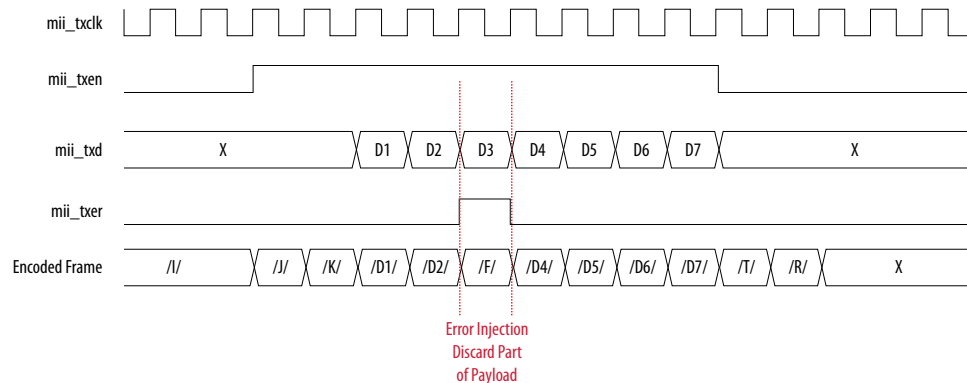 mii_txclk
mii_txen
mii_txd X D1 D2 D3 D4 D5 D6 D7 X
mii_txer
Encoded Frame /I/ /J/ /K/ /D1/ /D2/ /F/ /D4/ /D5/ /D6/ /D7/ /T/ /R/ X
Error Injection
Discard Part
of Payload